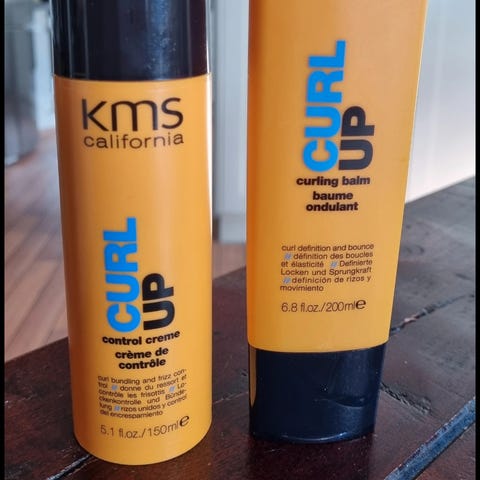 kms
california
CURL
UP
control creme
crème de
contrôle
curl bundling and frizz con-
trol // donne du ressort et
contrôle les frisottis // Lo-
ckenkontrolle und Bünde-
lung // rizos unidos y control
del encrespamiento
5.1 fl.oz./150ml e
CURL
UP
curling balm
baume
ondulant
curl definition and bounce
// définition des boucles
et élasticité // Definierte
Locken und Sprungkraft
// definición de rizos y
movimiento
6.8 fl.oz./200ml e